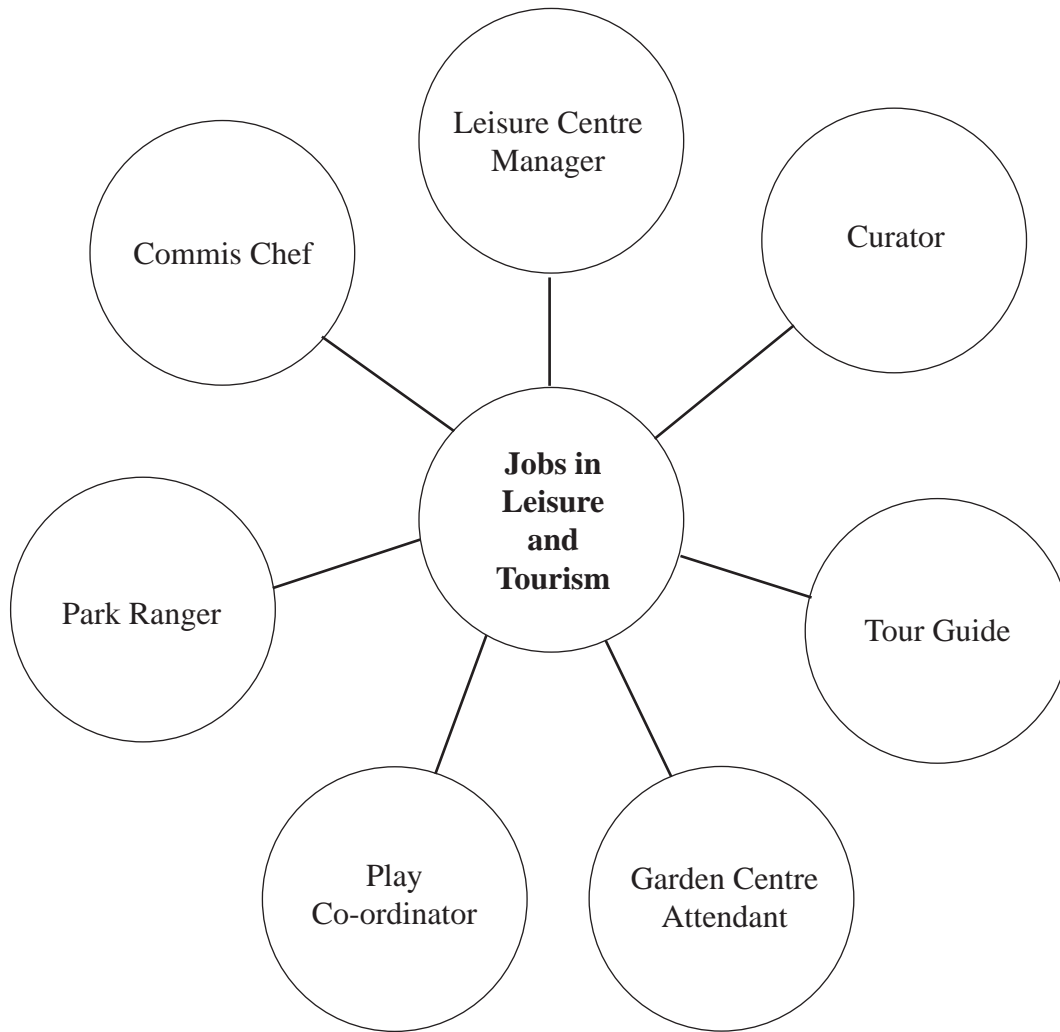 Leisure Centre
Manager
Commis Chef
Curator
Jobs in
Leisure
and
Tourism
Park Ranger
Tour Guide
Play
Co-ordinator
Garden Centre
Attendant